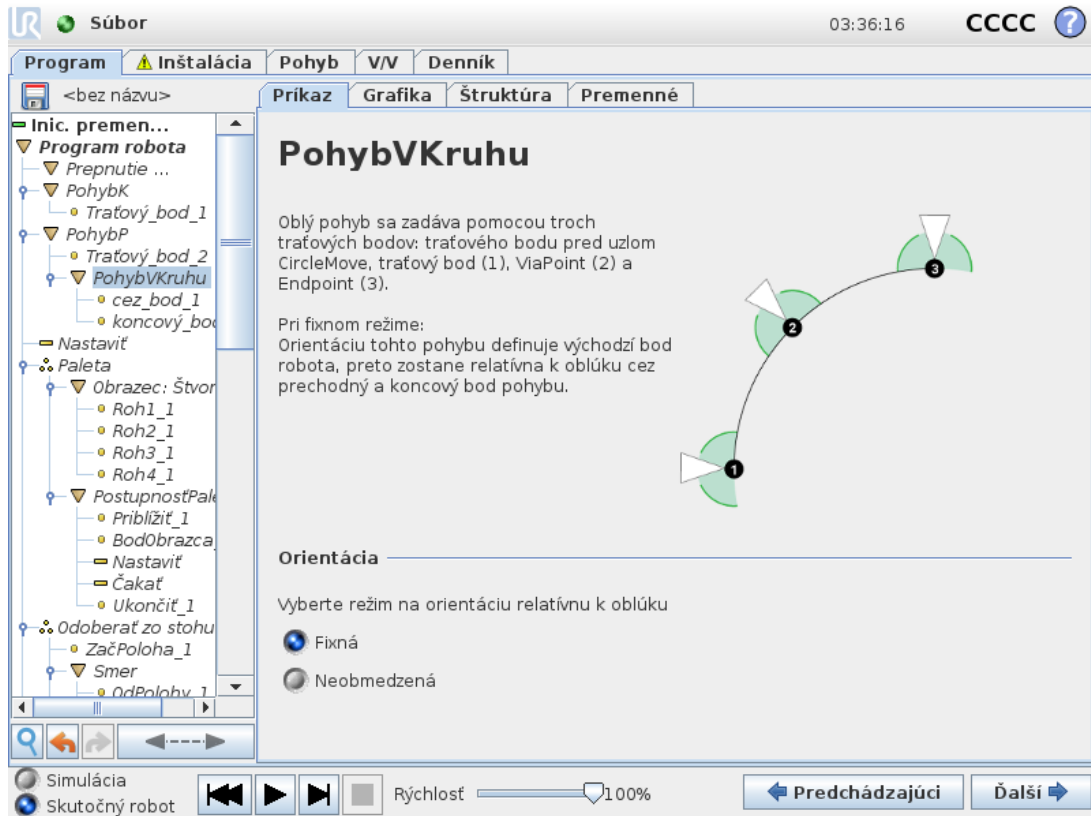 UR Súbor 03:36:16 CCCC ?
Program Inštalácia Pohyb V/V Denník
<bez názvu> Príkaz Grafika Štruktúra Premenné
Inic. premen...
Program robota
Prepnutie ...
PohybK
Traťový_bod_1
PohybP
Traťový_bod_2
PohybVKruhu
cez_bod_1
koncový_bod
Nastaviť
Paleta
Obrazec: Štvor
Roh1_1
Roh2_1
Roh3_1
Roh4_1
PostupnosťPale
Priblížiť_1
BodObrazca_
Nastaviť
Čakať
Ukončiť_1
Odoberať zo stohu
ZačPoloha_1
Smer
OdPolohy_1
PohybVKruhu
Oblý pohyb sa zadáva pomocou troch
traťových bodov: traťového bodu pred uzlom
CircleMove, traťový bod (1), ViaPoint (2) a
Endpoint (3).
Pri fixnom režime:
Orientáciu tohto pohybu definuje východzí bod
robota, preto zostane relatívna k oblúku cez
prechodný a koncový bod pohybu.
3
2
1
Orientácia
Vyberte režim na orientáciu relatívnu k oblúku
Fixná
Neobmedzená
Simulácia
Skutočný robot
Rýchlosť 100%
Predchádzajúci
Ďalší